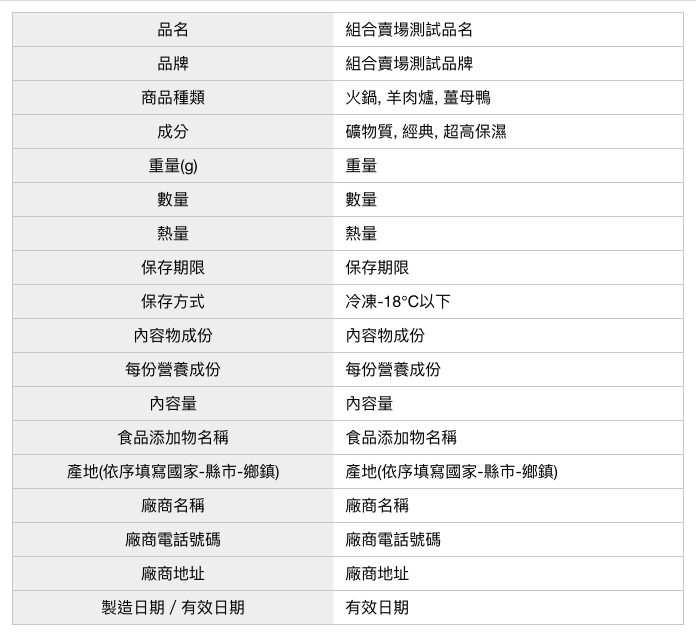 品名 組合賣場測試品名
品牌 組合賣場測試品牌
商品種類 火鍋, 羊肉爐, 薑母鴨
成分 礦物質, 經典, 超高保濕
重量(g) 重量
數量 數量
熱量 熱量
保存期限 保存期限
保存方式 冷凍-18°C以下
內容物成份 內容物成份
每份營養成份 每份營養成份
內容量 內容量
食品添加物名稱 食品添加物名稱
產地(依序填寫國家-縣市-鄉鎮) 產地(依序填寫國家-縣市-鄉鎮)
廠商名稱 廠商名稱
廠商電話號碼 廠商電話號碼
廠商地址 廠商地址
製造日期 / 有效日期 有效日期